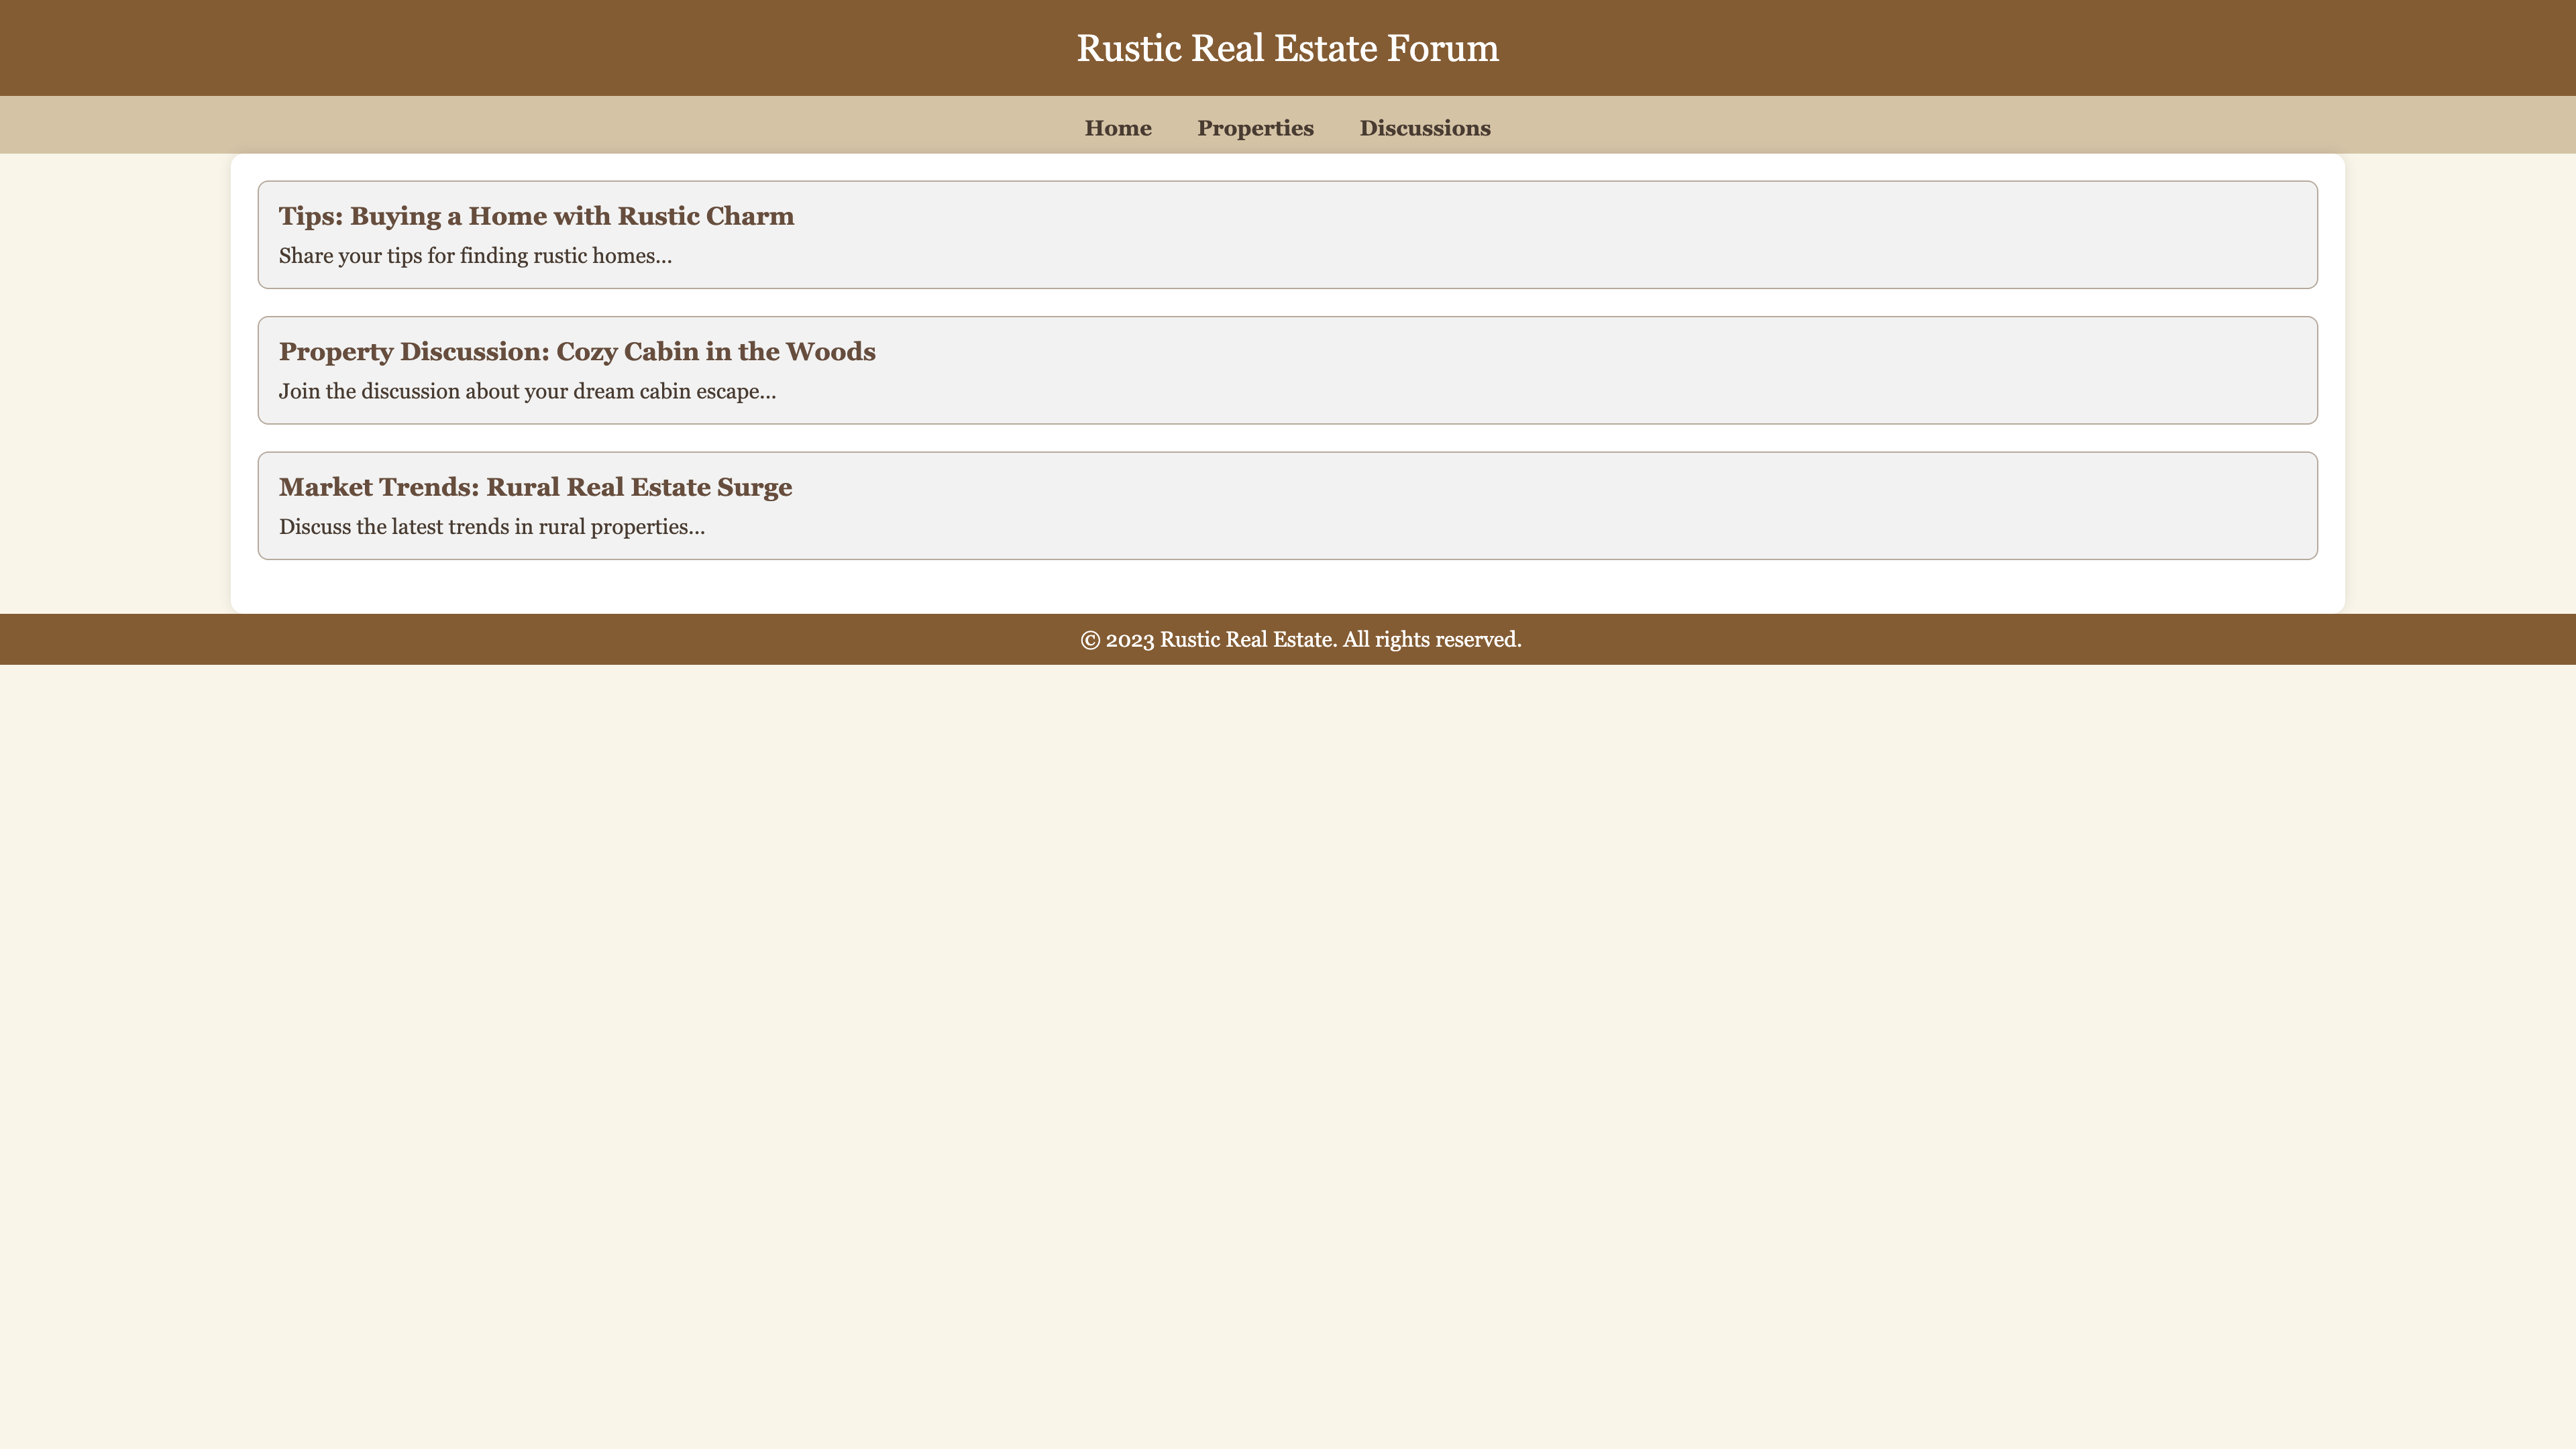 Rustic Real Estate Forum
Home Properties Discussions
Tips: Buying a Home with Rustic Charm
Share your tips for finding rustic homes...
Property Discussion: Cozy Cabin in the Woods
Join the discussion about your dream cabin escape...
Market Trends: Rural Real Estate Surge
Discuss the latest trends in rural properties...
© 2023 Rustic Real Estate. All rights reserved.